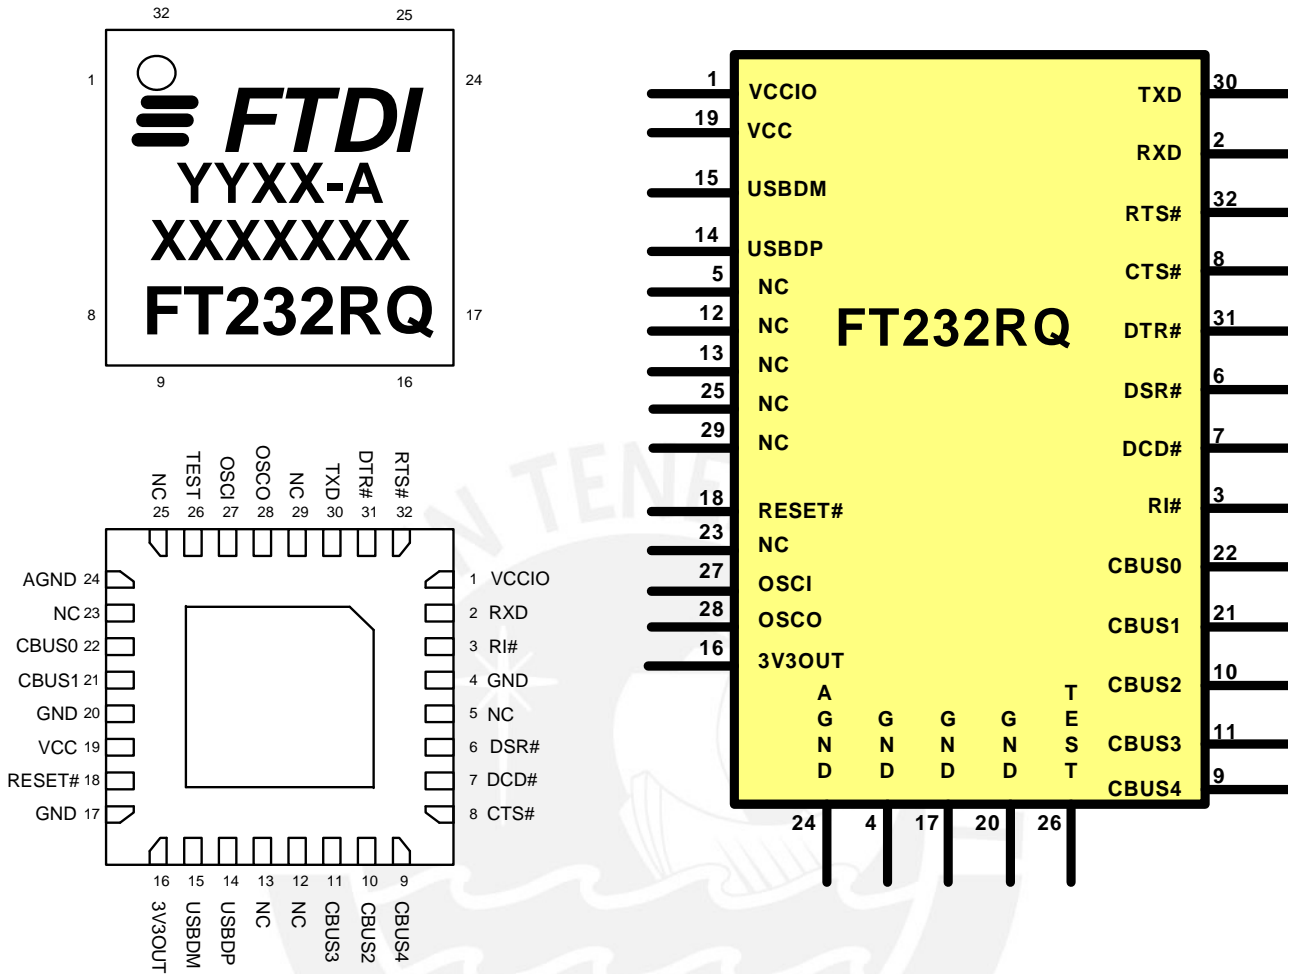 32 25
1 24
FTDI
YYXX-A
XXXXXXX
FT232RQ
8 17
9 16
NC TEST OSCI OSCO NC TXD DTR# RTS#
25 26 27 28 29 30 31 32
AGND 24
NC 23
CBUS0 22
CBUS1 21
GND 20
VCC 19
RESET# 18
GND 17
1 VCCIO
2 RXD
3 RI#
4 GND
5 NC
6 DSR#
7 DCD#
8 CTS#
16 15 14 13 12 11 10 9
3V3OUT USBDM USBDP NC NC CBUS3 CBUS2 CBUS4
1 VCCIO
19 VCC
15 USBDM
14 USBDP
5 NC
12 NC
13 NC
25 NC
29 NC
18 RESET#
23 NC
27 OSCI
28 OSCO
16 3V3OUT
FT232RQ
TXD 30
RXD 2
RTS# 32
CTS# 8
DTR# 31
DSR# 6
DCD# 7
RI# 3
CBUS0 22
CBUS1 21
CBUS2 10
CBUS3 11
CBUS4 9
AGND GND GND GND TEST
24 4 17 20 26